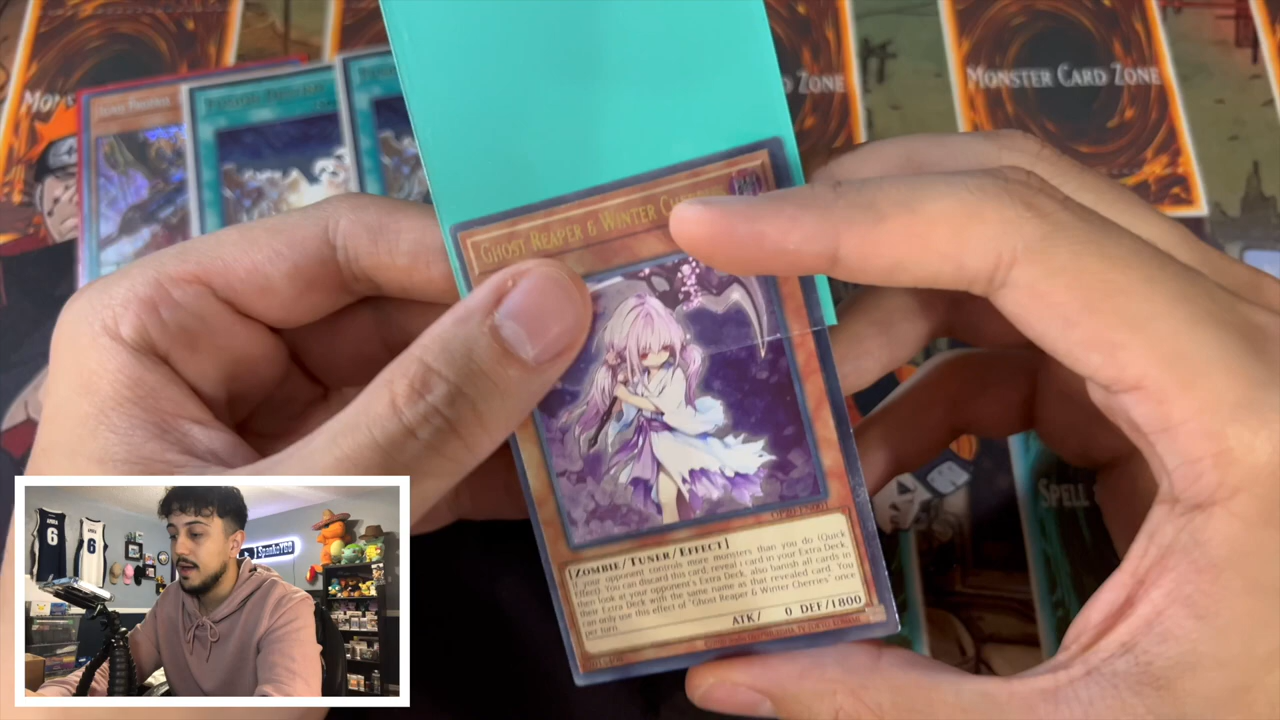 MONSTER CARD ZONE
ZONE
GHOST REAPER & WINTER
[ZOMBIE/TUNER/EFFECT]
If your opponent controls more monsters than you do (Quick
Effect): You can discard this card, reveal 1 card in your Extra Deck,
then look at your opponent's Extra Deck, also banish all cards in
their Extra Deck with the same name as that revealed card. You
can only use this effect of "Ghost Reaper & Winter Cherries" once
per turn.
ATK/ 0 DEF/1800
SPELL
6
6
SpankoYGO